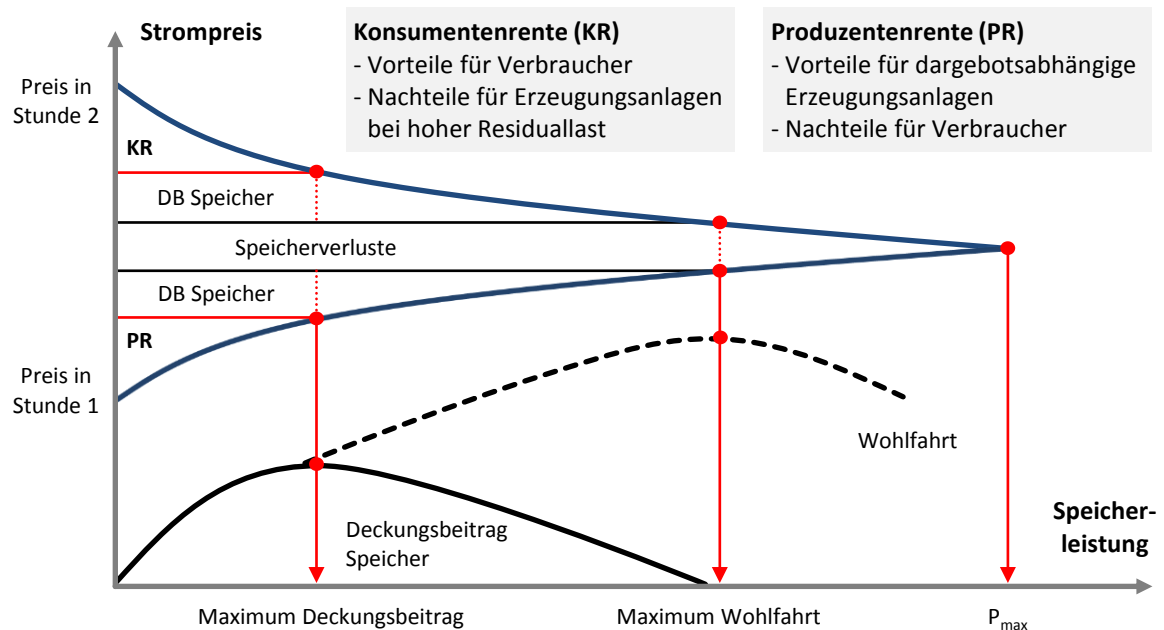 Strompreis
Konsumentenrente (KR)
- Vorteile für Verbraucher
- Nachteile für Erzeugungsanlagen
bei hoher Residuallast
Produzentenrente (PR)
- Vorteile für dargebotsabhängige
Erzeugungsanlagen
- Nachteile für Verbraucher
Preis in
Stunde 2
KR
DB Speicher
Speicherverluste
DB Speicher
PR
Preis in
Stunde 1
Wohlfahrt
Deckungsbeitrag
Speicher
Speicher-
leistung
Maximum Deckungsbeitrag
Maximum Wohlfahrt
Pmax